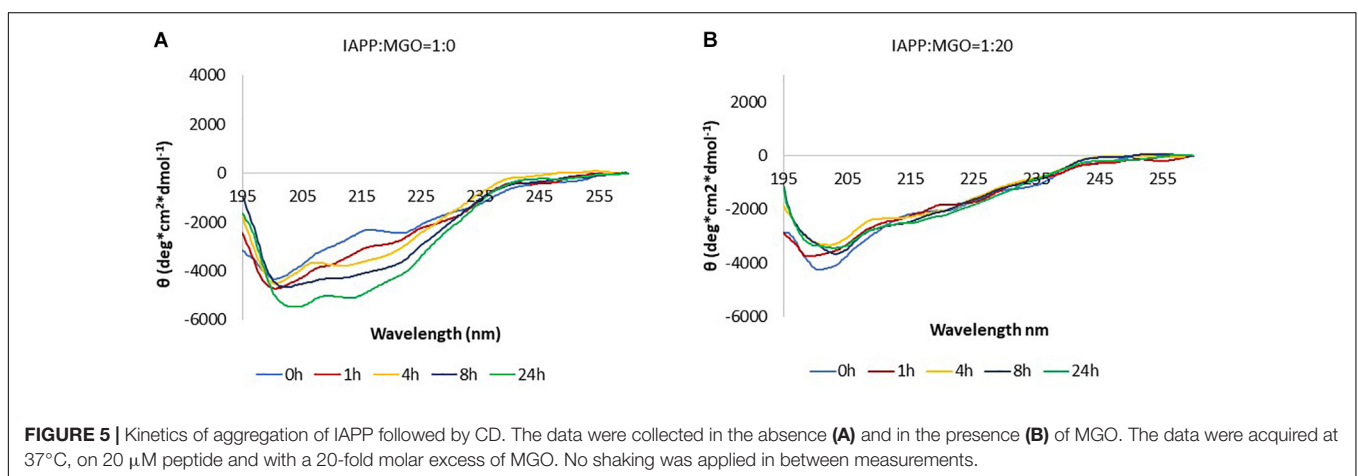 A
IAPP:MGO=1:0
4000
2000
0
-2000
-4000
-6000
195 205 215 225 235 245 255
θ (deg*cm²*dmol⁻¹)
Wavelength (nm)
0h 1h 4h 8h 24h
B
IAPP:MGO=1:20
2000
0
-2000
-4000
-6000
195 205 215 225 235 245 255
θ (deg*cm2*dmol⁻¹)
Wavelength nm
0h 1h 4h 8h 24h
FIGURE 5 | Kinetics of aggregation of IAPP followed by CD. The data were collected in the absence (A) and in the presence (B) of MGO. The data were acquired at
37°C, on 20 μM peptide and with a 20-fold molar excess of MGO. No shaking was applied in between measurements.